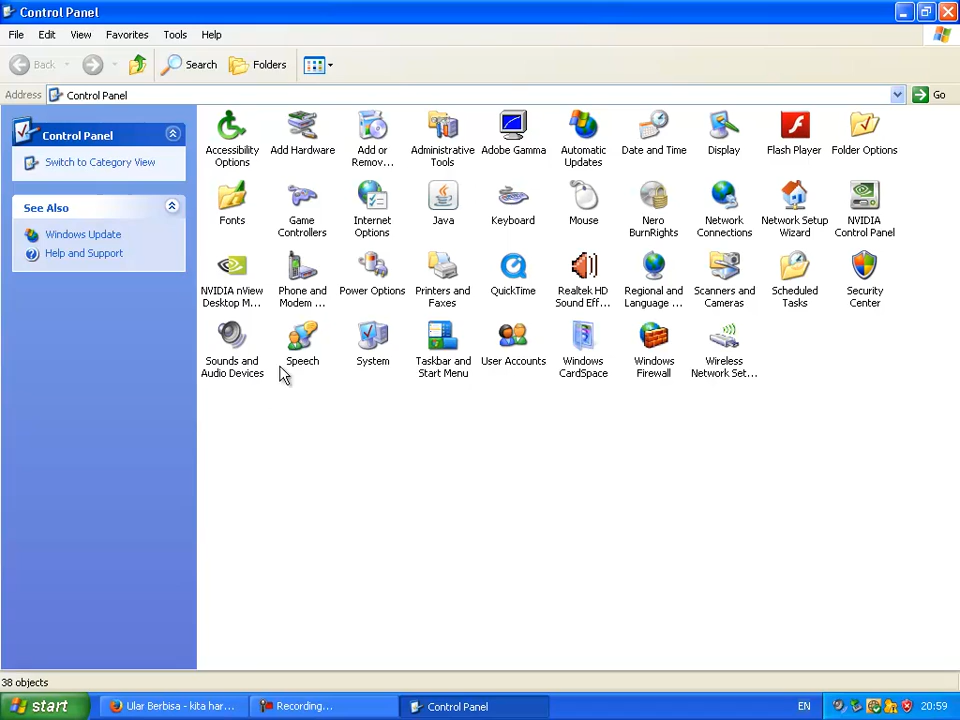 Control Panel
File Edit View Favorites Tools Help
Back Search Folders
Address Control Panel Go
Control Panel
Switch to Category View
See Also
Windows Update
Help and Support
Accessibility Options
Add Hardware
Add or Remov...
Administrative Tools
Adobe Gamma
Automatic Updates
Date and Time
Display
Flash Player
Folder Options
Fonts
Game Controllers
Internet Options
Java
Keyboard
Mouse
Nero BurnRights
Network Connections
Network Setup Wizard
NVIDIA Control Panel
NVIDIA nView Desktop M...
Phone and Modem ...
Power Options
Printers and Faxes
QuickTime
Realtek HD Sound Eff...
Regional and Language ...
Scanners and Cameras
Scheduled Tasks
Security Center
Sounds and Audio Devices
Speech
System
Taskbar and Start Menu
User Accounts
Windows CardSpace
Windows Firewall
Wireless Network Set...
38 objects
start Ular Berbisa - kita har... Recording... Control Panel EN 20:59